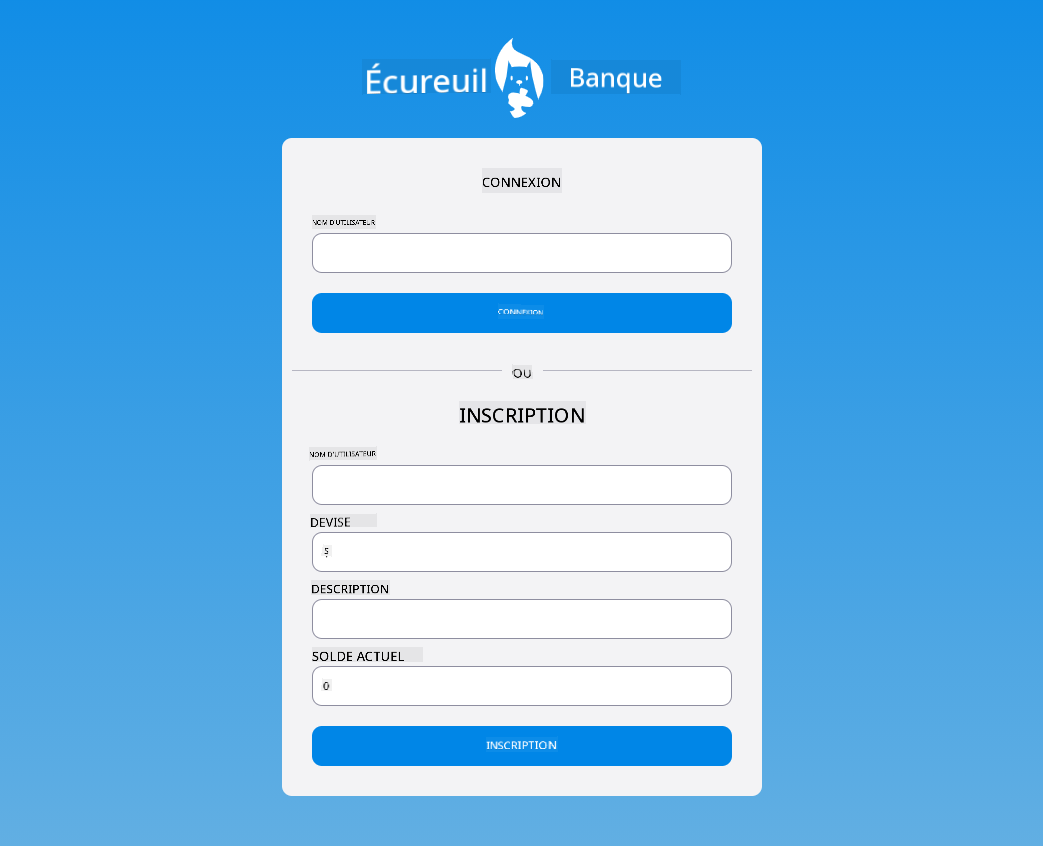 Écureuil Banque
CONNEXION
NOM D'UTILISATEUR
CONNEXION
OU
INSCRIPTION
NOM D'UTILISATEUR
DEVISE
$
DESCRIPTION
SOLDE ACTUEL
0
INSCRIPTION